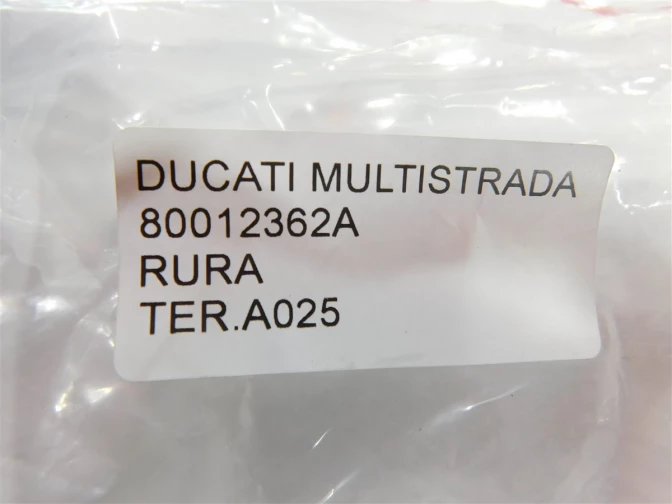 DUCATI MULTISTRADA
80012362A
RURA
TER.A025